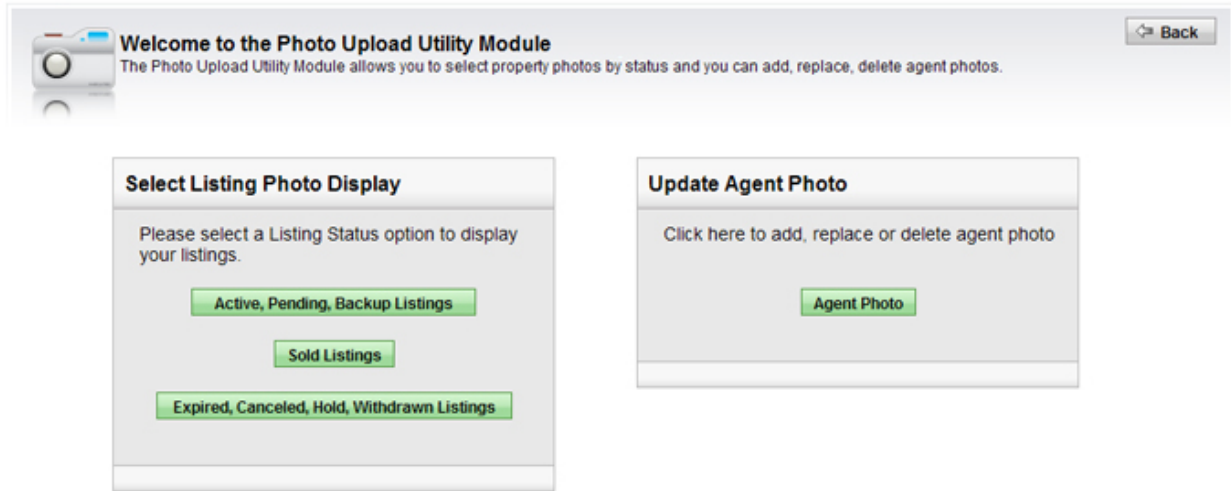 Welcome to the Photo Upload Utility Module
The Photo Upload Utility Module allows you to select property photos by status and you can add, replace, delete agent photos.
Back
Select Listing Photo Display
Please select a Listing Status option to display
your listings.
Active, Pending, Backup Listings
Sold Listings
Expired, Canceled, Hold, Withdrawn Listings
Update Agent Photo
Click here to add, replace or delete agent photo
Agent Photo